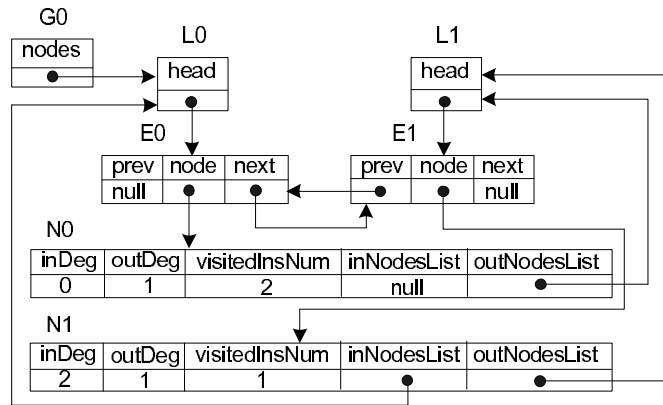 G0
nodes
L0
head
L1
head
E0
prev node next
null
E1
prev node next
null
N0
inDeg outDeg visitedInsNum inNodesList outNodesList
0 1 2 null
N1
inDeg outDeg visitedInsNum inNodesList outNodesList
2 1 1